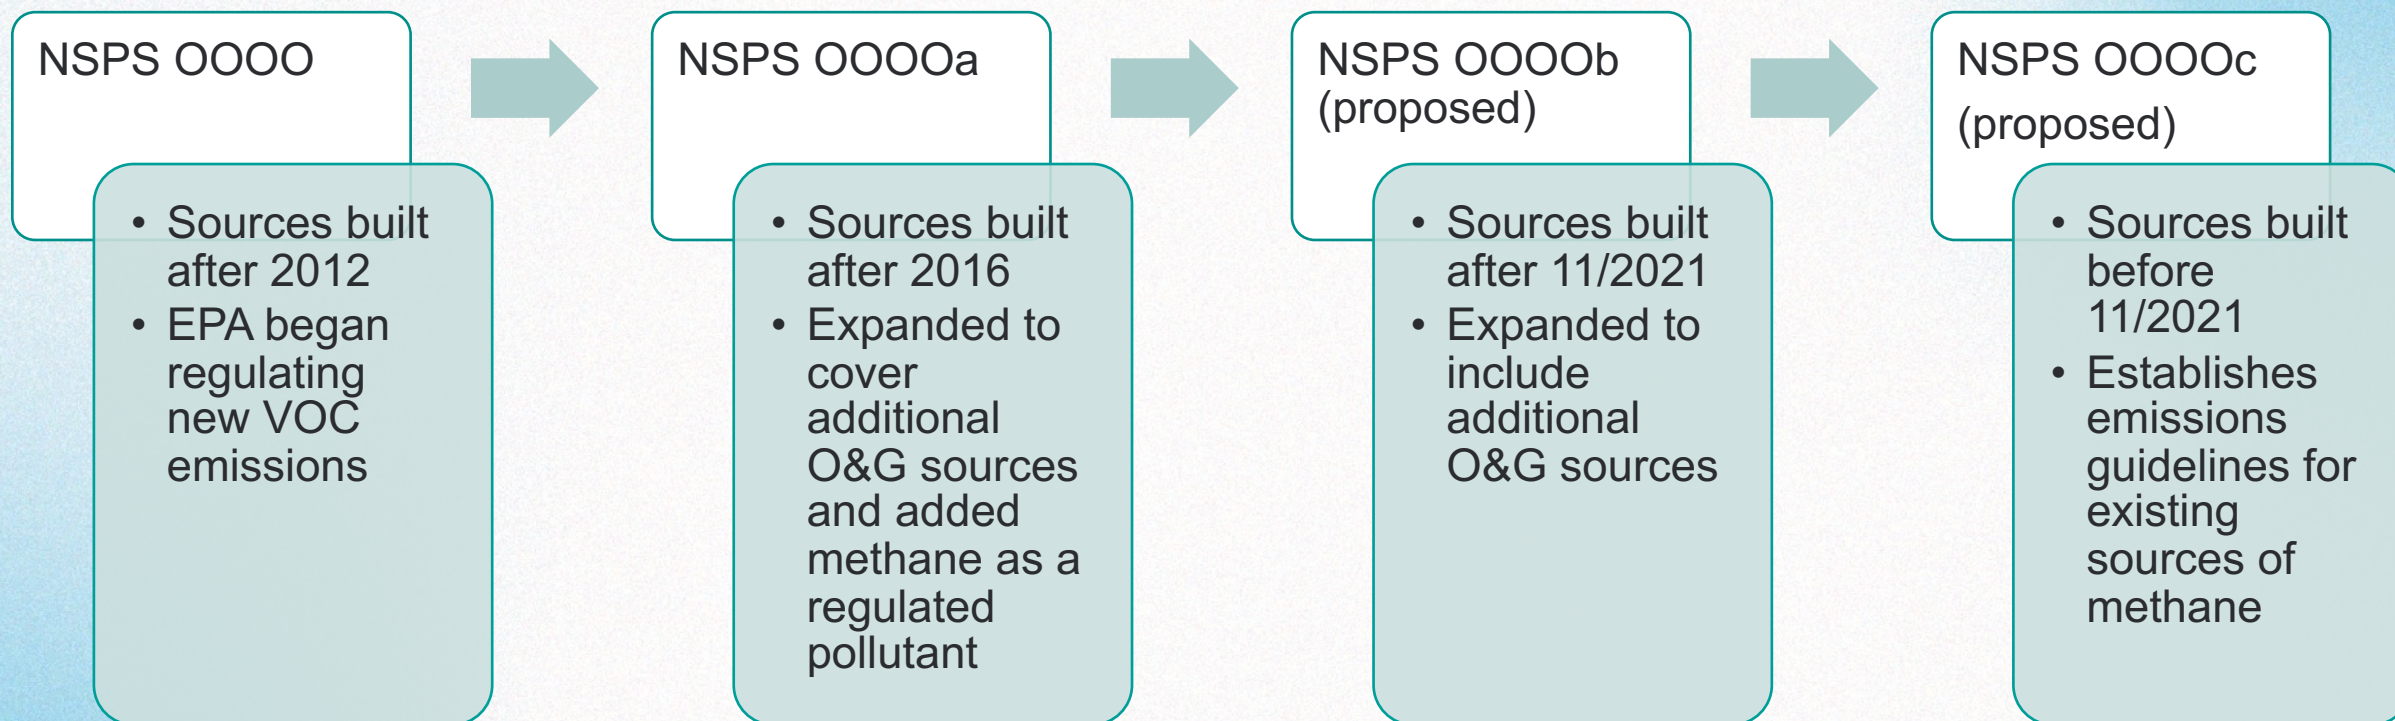 NSPS OOOO
• Sources built
after 2012
• EPA began
regulating
new VOC
emissions
NSPS OOOOa
• Sources built
after 2016
• Expanded to
cover
additional
O&G sources
and added
methane as a
regulated
pollutant
NSPS OOOOb
(proposed)
• Sources built
after 11/2021
• Expanded to
include
additional
O&G sources
NSPS OOOOc
(proposed)
• Sources built
before
11/2021
• Establishes
emissions
guidelines for
existing
sources of
methane